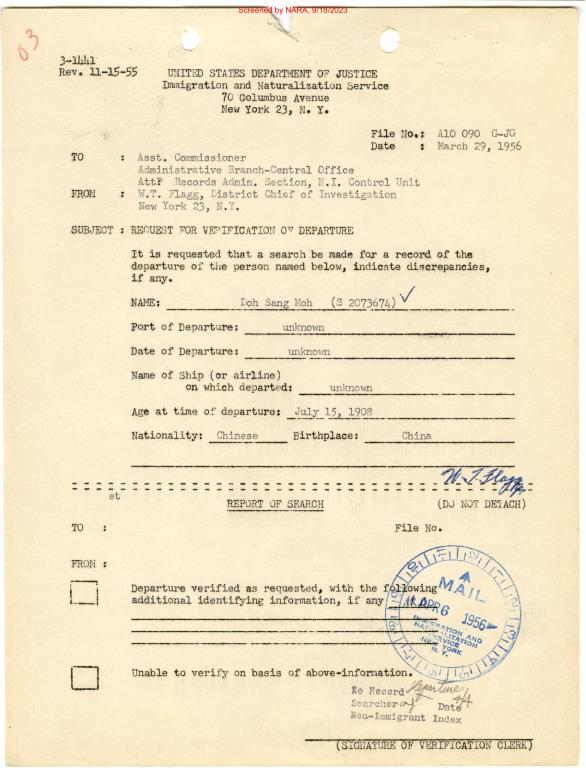 Screened by NARA, 9/18/2023
03
3-1441
Rev. 11-15-55
UNITED STATES DEPARTMENT OF JUSTICE
Immigration and Naturalization Service
70 Columbus Avenue
New York 23, N. Y.
File No.: A10 090 G-JG
Date : March 29, 1956
TO : Asst. Commissioner
Administrative Branch-Central Office
Att: Records Admin. Section, N.I. Control Unit
FROM : W.T. Flagg, District Chief of Investigation
New York 23, N.Y.
SUBJECT : REQUEST FOR VERIFICATION OF DEPARTURE
It is requested that a search be made for a record of the
departure of the person named below, indicate discrepancies,
if any.
NAME: Doh Sang Moh (S 2073674) ✓
Port of Departure: unknown
Date of Departure: unknown
Name of Ship (or airline)
on which departed: unknown
Age at time of departure: July 15, 1908
Nationality: Chinese Birthplace: China
W. T. Flagg
et
REPORT OF SEARCH
(DO NOT DETACH)
TO :
File No.
FROM :
Departure verified as requested, with the following
additional identifying information, if any
MAIL
APR 6 1956
IMMIGRATION AND
NATURALIZATION
SERVICE
NEW YORK
N. Y.
Unable to verify on basis of above-information.
No Record departure
Searcher Date 4/4
Non-Immigrant Index
(SIGNATURE OF VERIFICATION CLERK)